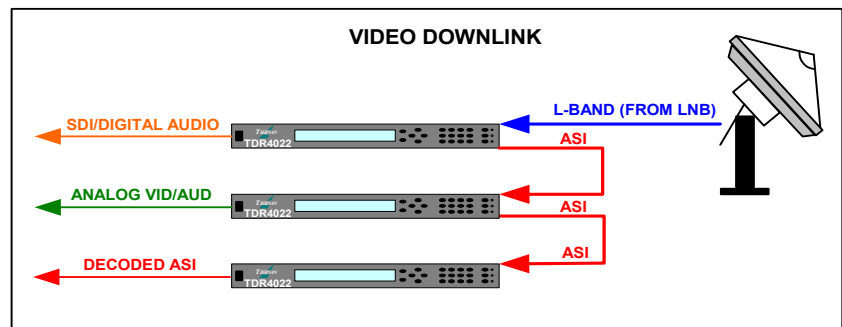 VIDEO DOWNLINK
SDI/DIGITAL AUDIO
L-BAND (FROM LNB)
TDR4022
ASI
ANALOG VID/AUD
TDR4022
ASI
ASI
DECODED ASI
TDR4022